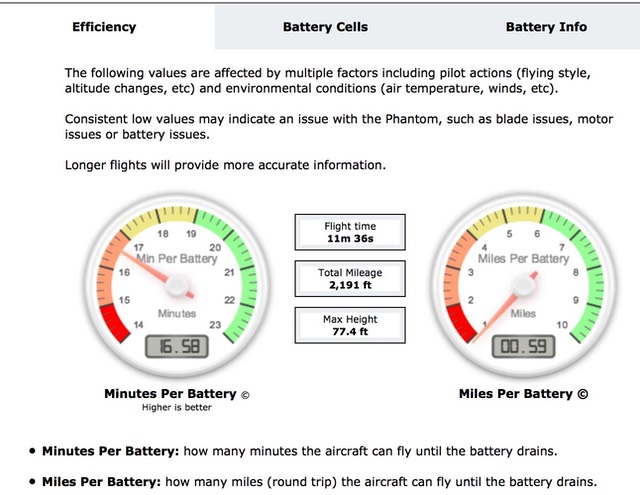 Efficiency Battery Cells Battery Info
The following values are affected by multiple factors including pilot actions (flying style,
altitude changes, etc) and environmental conditions (air temperature, winds, etc).
Consistent low values may indicate an issue with the Phantom, such as blade issues, motor
issues or battery issues.
Longer flights will provide more accurate information.
14
15
16
17
18
19
20
21
22
23
Min Per Battery
Minutes
16.58
Flight time
11m 36s
Total Mileage
2,191 ft
Max Height
77.4 ft
1
2
3
4
5
6
7
8
9
10
Miles Per Battery
Miles
00.59
Minutes Per Battery ©
Higher is better
Miles Per Battery ©
• Minutes Per Battery: how many minutes the aircraft can fly until the battery drains.
• Miles Per Battery: how many miles (round trip) the aircraft can fly until the battery drains.